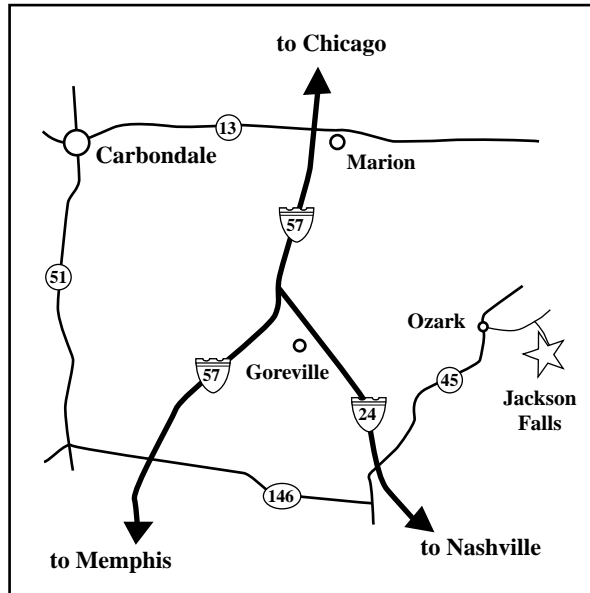 to Chicago
13
Carbondale
Marion
57
51
Ozark
57
Goreville
45
Jackson
Falls
24
146
to Memphis
to Nashville